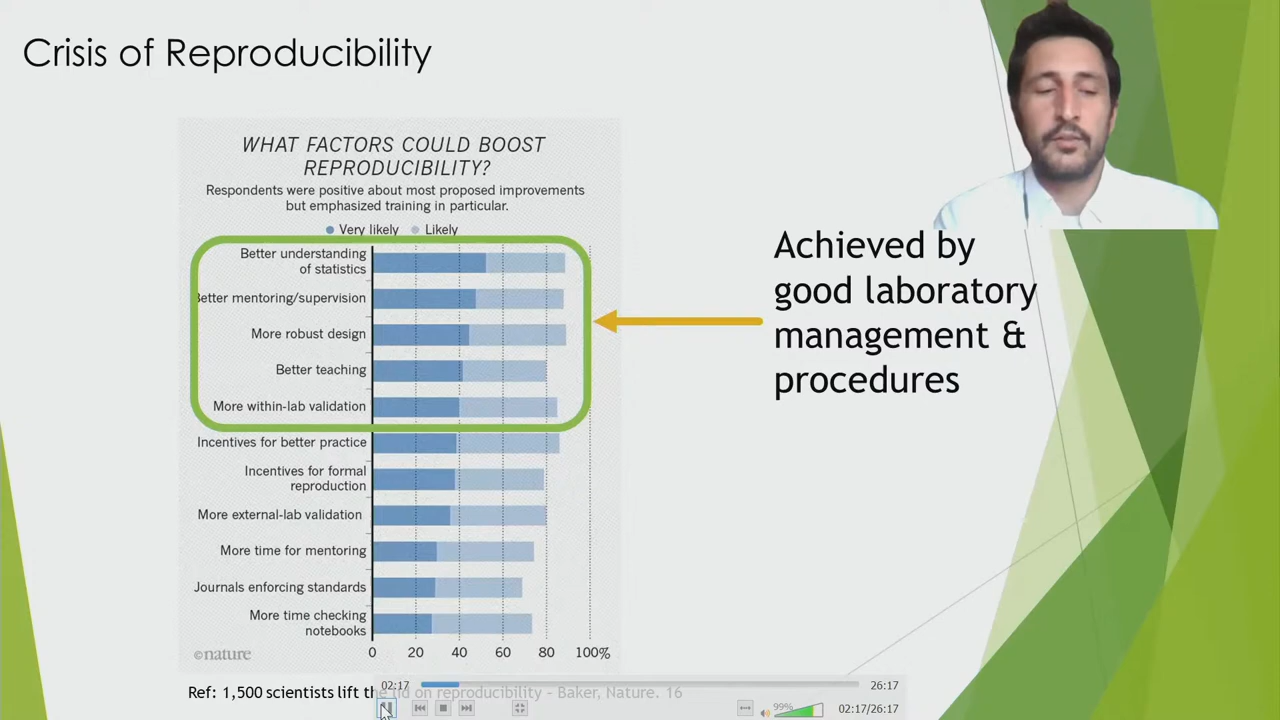 Crisis of Reproducibility
WHAT FACTORS COULD BOOST
REPRODUCIBILITY?
Respondents were positive about most proposed improvements
but emphasized training in particular.
Very likely Likely
Better understanding
of statistics
Better mentoring/supervision
More robust design
Better teaching
More within-lab validation
Incentives for better practice
Incentives for formal
reproduction
More external-lab validation
More time for mentoring
Journals enforcing standards
More time checking
notebooks
0 20 40 60 80 100%
©nature
Achieved by
good laboratory
management &
procedures
Ref: 1,500 scientists lift the lid on reproducibility - Baker, Nature. 16
02:17 26:17
99% 02:17/26:17